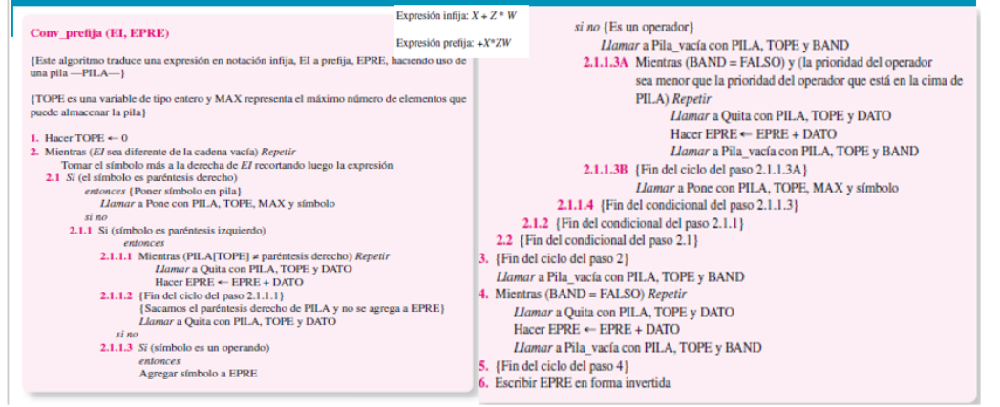 Expresión infija: X + Z * W
Expresión prefija: +X*ZW
Conv_prefija (EI, EPRE)
{Este algoritmo traduce una expresión en notación infija, EI a prefija, EPRE, haciendo uso de
una pila —PILA—}
{TOPE es una variable de tipo entero y MAX representa el máximo número de elementos que
puede almacenar la pila}
1. Hacer TOPE ← 0
2. Mientras (EI sea diferente de la cadena vacía) Repetir
Tomar el símbolo más a la derecha de EI recortando luego la expresión
2.1 Si (el símbolo es paréntesis derecho)
entonces {Poner símbolo en pila}
Llamar a Pone con PILA, TOPE, MAX y símbolo
si no
2.1.1 Si (símbolo es paréntesis izquierdo)
entonces
2.1.1.1 Mientras (PILA[TOPE] ≠ paréntesis derecho) Repetir
Llamar a Quita con PILA, TOPE y DATO
Hacer EPRE ← EPRE + DATO
2.1.1.2 {Fin del ciclo del paso 2.1.1.1}
{Sacamos el paréntesis derecho de PILA y no se agrega a EPRE}
Llamar a Quita con PILA, TOPE y DATO
si no
2.1.1.3 Si (símbolo es un operando)
entonces
Agregar símbolo a EPRE
si no {Es un operador}
Llamar a Pila_vacía con PILA, TOPE y BAND
2.1.1.3A Mientras (BAND = FALSO) y (la prioridad del operador
sea menor que la prioridad del operador que está en la cima de
PILA) Repetir
Llamar a Quita con PILA, TOPE y DATO
Hacer EPRE ← EPRE + DATO
Llamar a Pila_vacía con PILA, TOPE y BAND
2.1.1.3B {Fin del ciclo del paso 2.1.1.3A}
Llamar a Pone con PILA, TOPE, MAX y símbolo
2.1.1.4 {Fin del condicional del paso 2.1.1.3}
2.1.2 {Fin del condicional del paso 2.1.1}
2.2 {Fin del condicional del paso 2.1}
3. {Fin del ciclo del paso 2}
Llamar a Pila_vacía con PILA, TOPE y BAND
4. Mientras (BAND = FALSO) Repetir
Llamar a Quita con PILA, TOPE y DATO
Hacer EPRE ← EPRE + DATO
Llamar a Pila_vacía con PILA, TOPE y BAND
5. {Fin del ciclo del paso 4}
6. Escribir EPRE en forma invertida